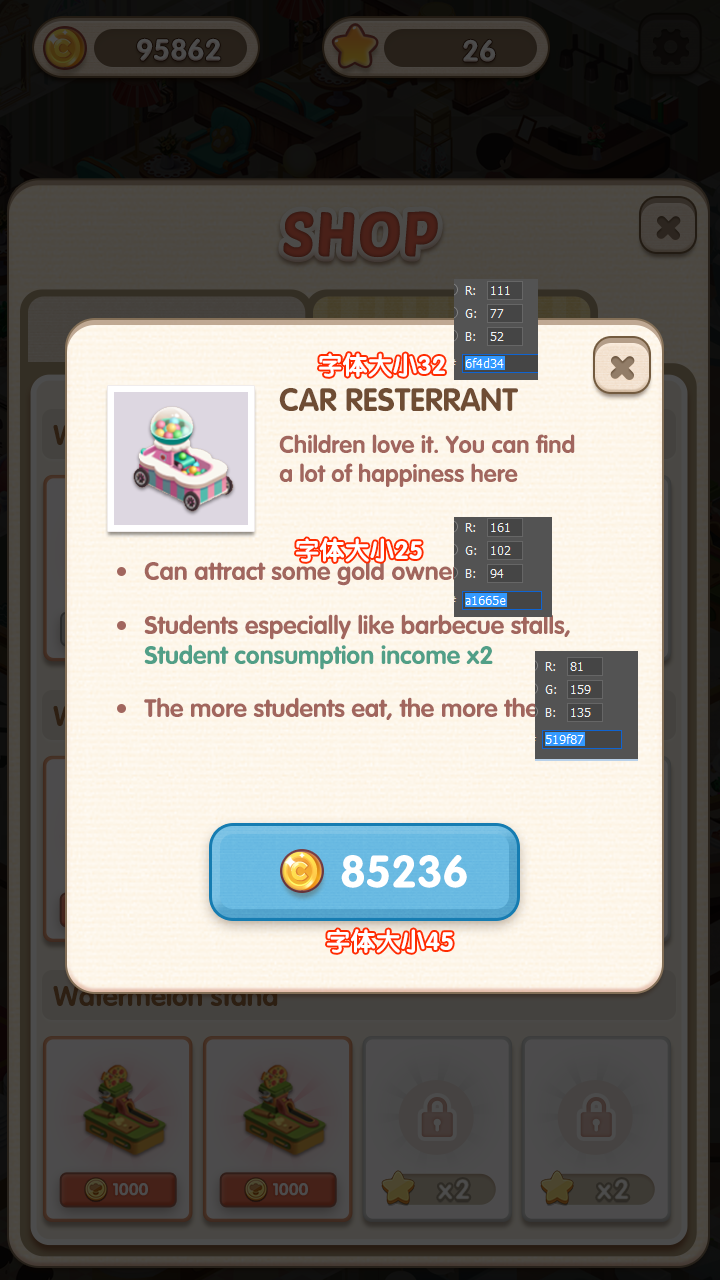 95862
26
SHOP
R: 111
G: 77
B: 52
6f4d34
字体大小32
CAR RESTERRANT
Children love it. You can find
a lot of happiness here
R: 161
G: 102
B: 94
a1665e
字体大小25
• Can attract some gold owne
• Students especially like barbecue stalls,
Student consumption income x2
R: 81
G: 159
B: 135
519f87
• The more students eat, the more the
85236
字体大小45
Watermelon stand
1000
1000
x2
x2